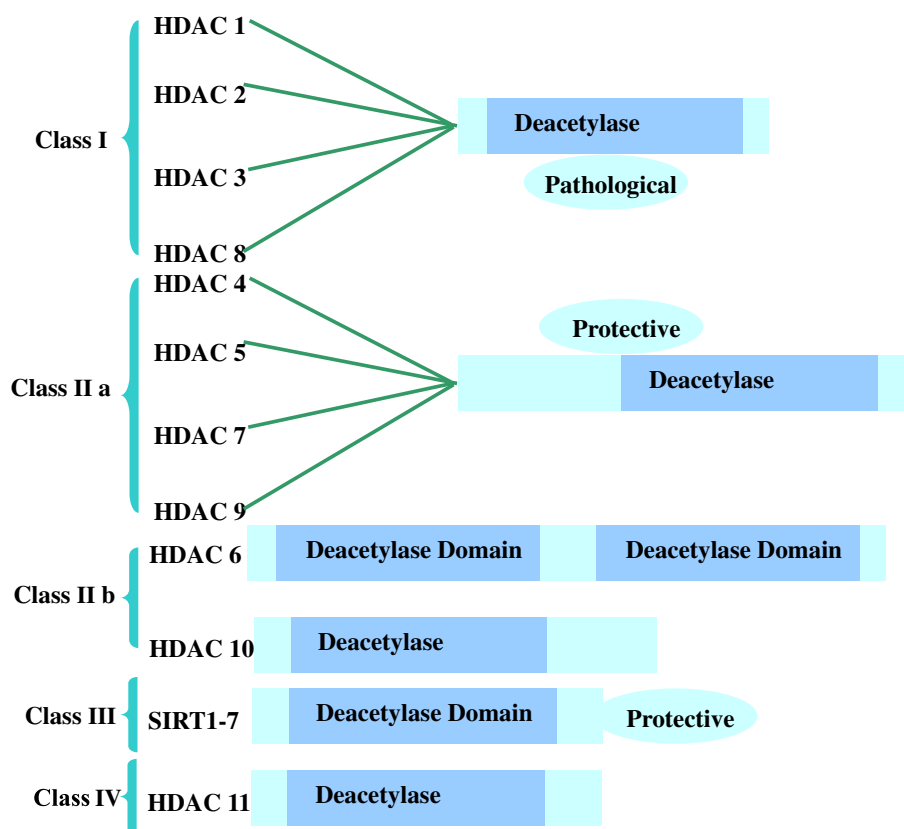 HDAC 1
HDAC 2
Class I
Deacetylase
HDAC 3
Pathological
HDAC 8
HDAC 4
Protective
HDAC 5
Class II a
Deacetylase
HDAC 7
HDAC 9
HDAC 6
Deacetylase Domain
Deacetylase Domain
Class II b
HDAC 10
Deacetylase
Class III
SIRT1-7
Deacetylase Domain
Protective
Class IV
HDAC 11
Deacetylase